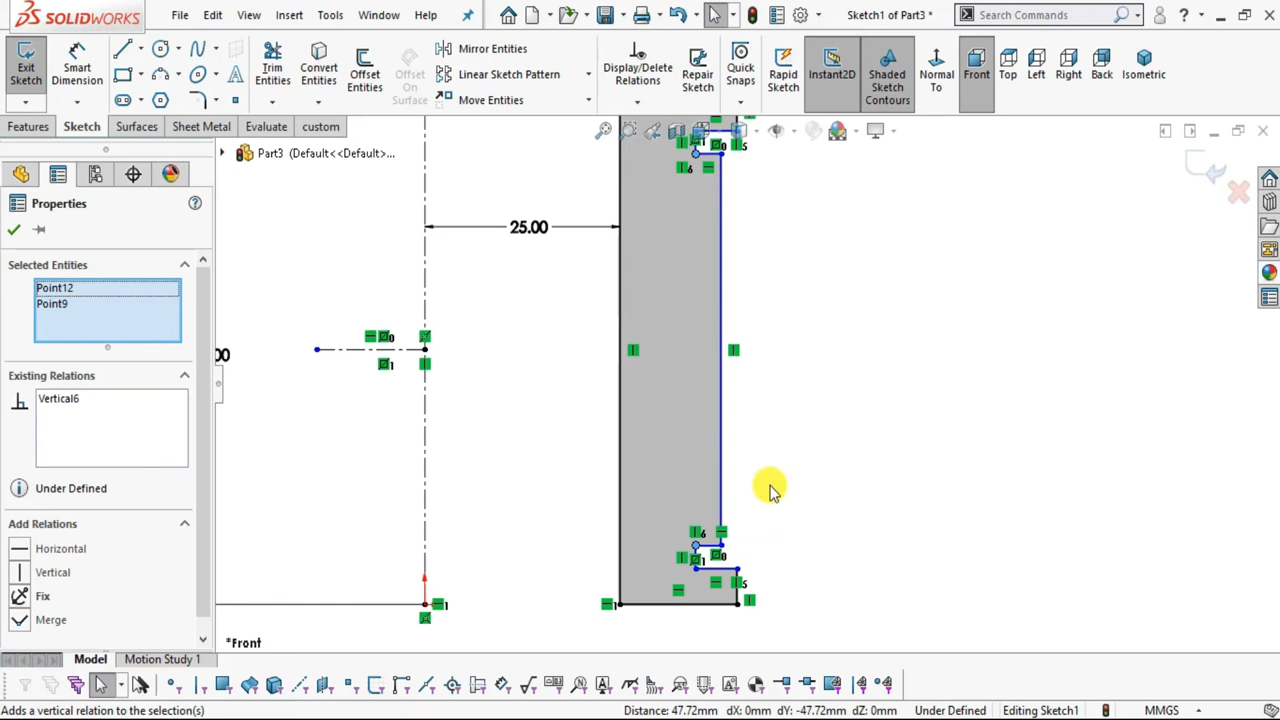 SOLIDWORKS File Edit View Insert Tools Window Help Sketch1 of Part3 * Search Commands
Exit Sketch
Smart Dimension
Trim Entities
Convert Entities
Offset Entities
Offset On Surface
Mirror Entities
Linear Sketch Pattern
Move Entities
Display/Delete Relations
Repair Sketch
Quick Snaps
Rapid Sketch
Instant2D
Shaded Sketch Contours
Normal To
Front
Top
Left
Right
Back
Isometric
Features Sketch Surfaces Sheet Metal Evaluate custom
Part3 (Default<<Default>...
Properties
Selected Entities
Point12
Point9
Existing Relations
Vertical6
Under Defined
Add Relations
Horizontal
Vertical
Fix
Merge
25.00
*Front
Model Motion Study 1
Adds a vertical relation to the selection(s) Distance: 47.72mm dX: 0mm dY: -47.72mm dZ: 0mm Under Defined Editing Sketch1 MMGS